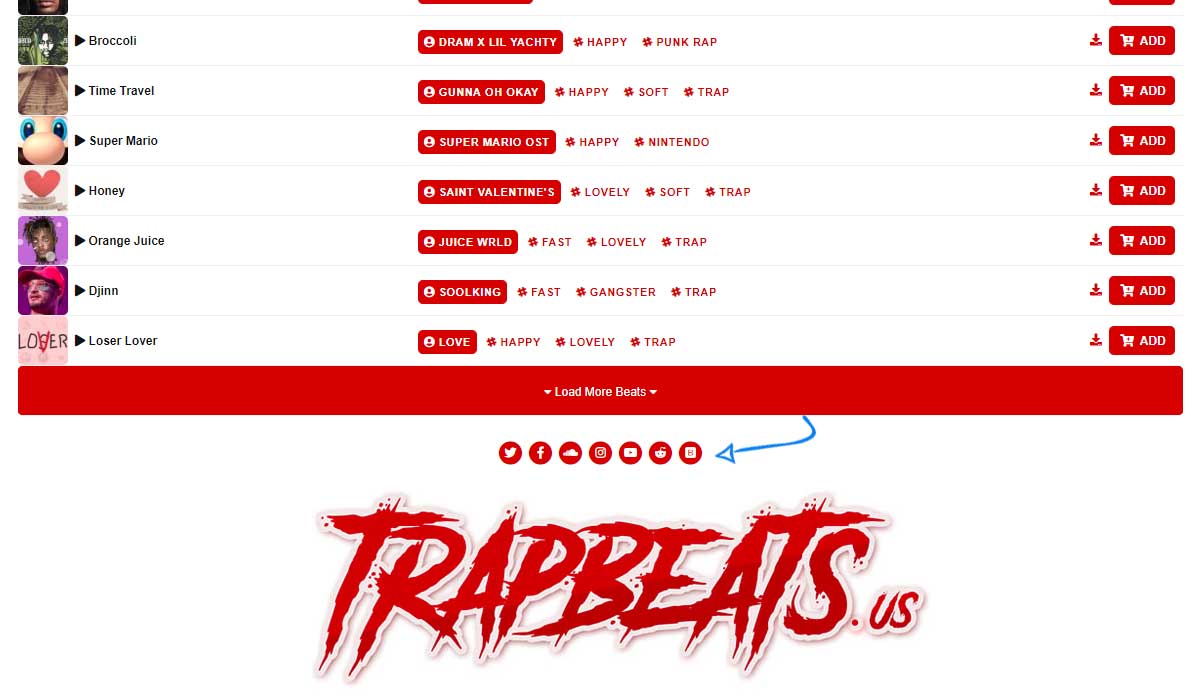 Broccoli DRAM X LIL YACHTY HAPPY PUNK RAP ADD
Time Travel GUNNA OH OKAY HAPPY SOFT TRAP ADD
Super Mario SUPER MARIO OST HAPPY NINTENDO ADD
Honey SAINT VALENTINE'S LOVELY SOFT TRAP ADD
Orange Juice JUICE WRLD FAST LOVELY TRAP ADD
Djinn SOOLKING FAST GANGSTER TRAP ADD
LOVER Loser Lover LOVE HAPPY LOVELY TRAP ADD
Load More Beats
TRAPBEATS.US